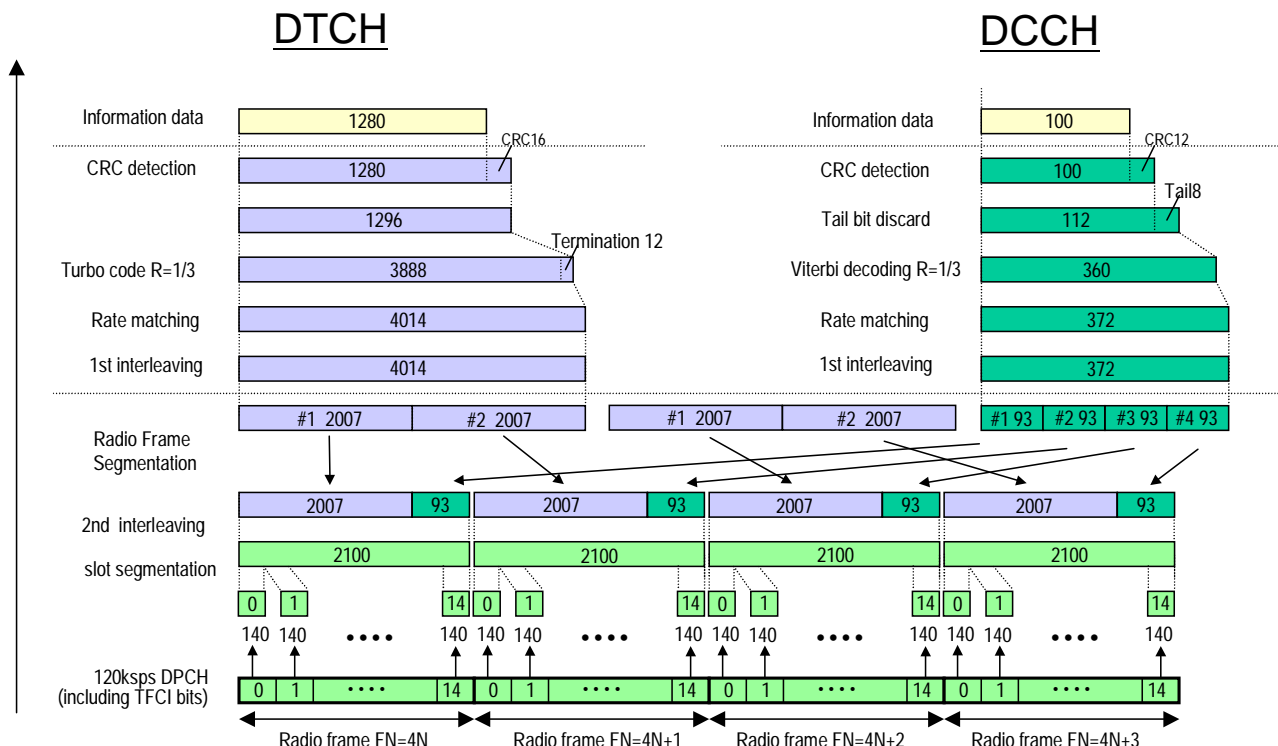 DTCH DCCH
Information data 1280 Information data 100
CRC16 CRC12
CRC detection 1280 CRC detection 100
Tail8
1296 Tail bit discard 112
Termination 12
Turbo code R=1/3 3888 Viterbi decoding R=1/3 360
Rate matching 4014 Rate matching 372
1st interleaving 4014 1st interleaving 372
#1 2007 #2 2007 #1 2007 #2 2007 #1 93 #2 93 #3 93 #4 93
Radio Frame
Segmentation
2007 93 2007 93 2007 93 2007 93
2nd interleaving
2100 2100 2100 2100
slot segmentation
0 1 14 0 1 14 0 1 14 0 1 14
140 140 •••• 140 140 140 •••• 140 140 140 •••• 140 140 140 •••• 140
120ksps DPCH
(including TFCI bits)
0 1 •••• 14 0 1 •••• 14 0 1 •••• 14 0 1 •••• 14
Radio frame FN=4N Radio frame FN=4N+1 Radio frame FN=4N+2 Radio frame FN=4N+3